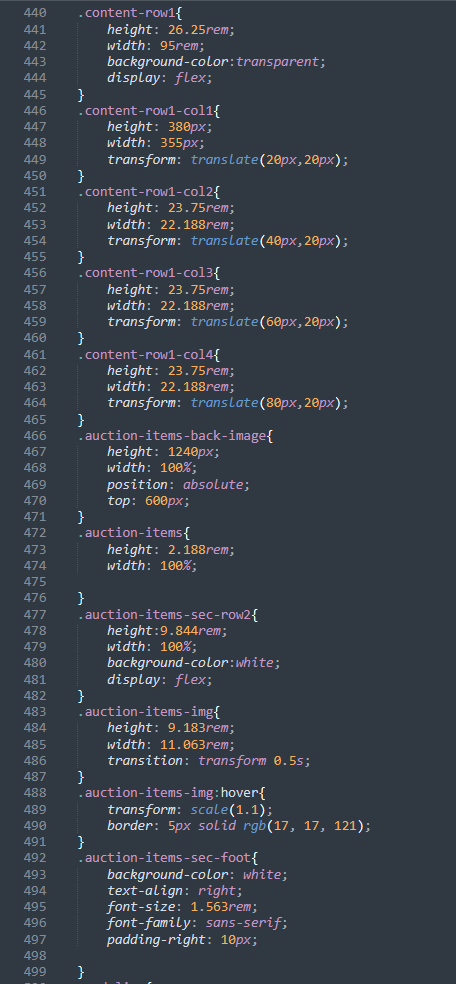 440 .content-row1{
441 height: 26.25rem;
442 width: 95rem;
443 background-color:transparent;
444 display: flex;
445 }
446 .content-row1-col1{
447 height: 380px;
448 width: 355px;
449 transform: translate(20px,20px);
450 }
451 .content-row1-col2{
452 height: 23.75rem;
453 width: 22.188rem;
454 transform: translate(40px,20px);
455 }
456 .content-row1-col3{
457 height: 23.75rem;
458 width: 22.188rem;
459 transform: translate(60px,20px);
460 }
461 .content-row1-col4{
462 height: 23.75rem;
463 width: 22.188rem;
464 transform: translate(80px,20px);
465 }
466 .auction-items-back-image{
467 height: 1240px;
468 width: 100%;
469 position: absolute;
470 top: 600px;
471 }
472 .auction-items{
473 height: 2.188rem;
474 width: 100%;
475
476 }
477 .auction-items-sec-row2{
478 height:9.844rem;
479 width: 100%;
480 background-color:white;
481 display: flex;
482 }
483 .auction-items-img{
484 height: 9.183rem;
485 width: 11.063rem;
486 transition: transform 0.5s;
487 }
488 .auction-items-img:hover{
489 transform: scale(1.1);
490 border: 5px solid rgb(17, 17, 121);
491 }
492 .auction-items-sec-foot{
493 background-color: white;
494 text-align: right;
495 font-size: 1.563rem;
496 font-family: sans-serif;
497 padding-right: 10px;
498
499 }